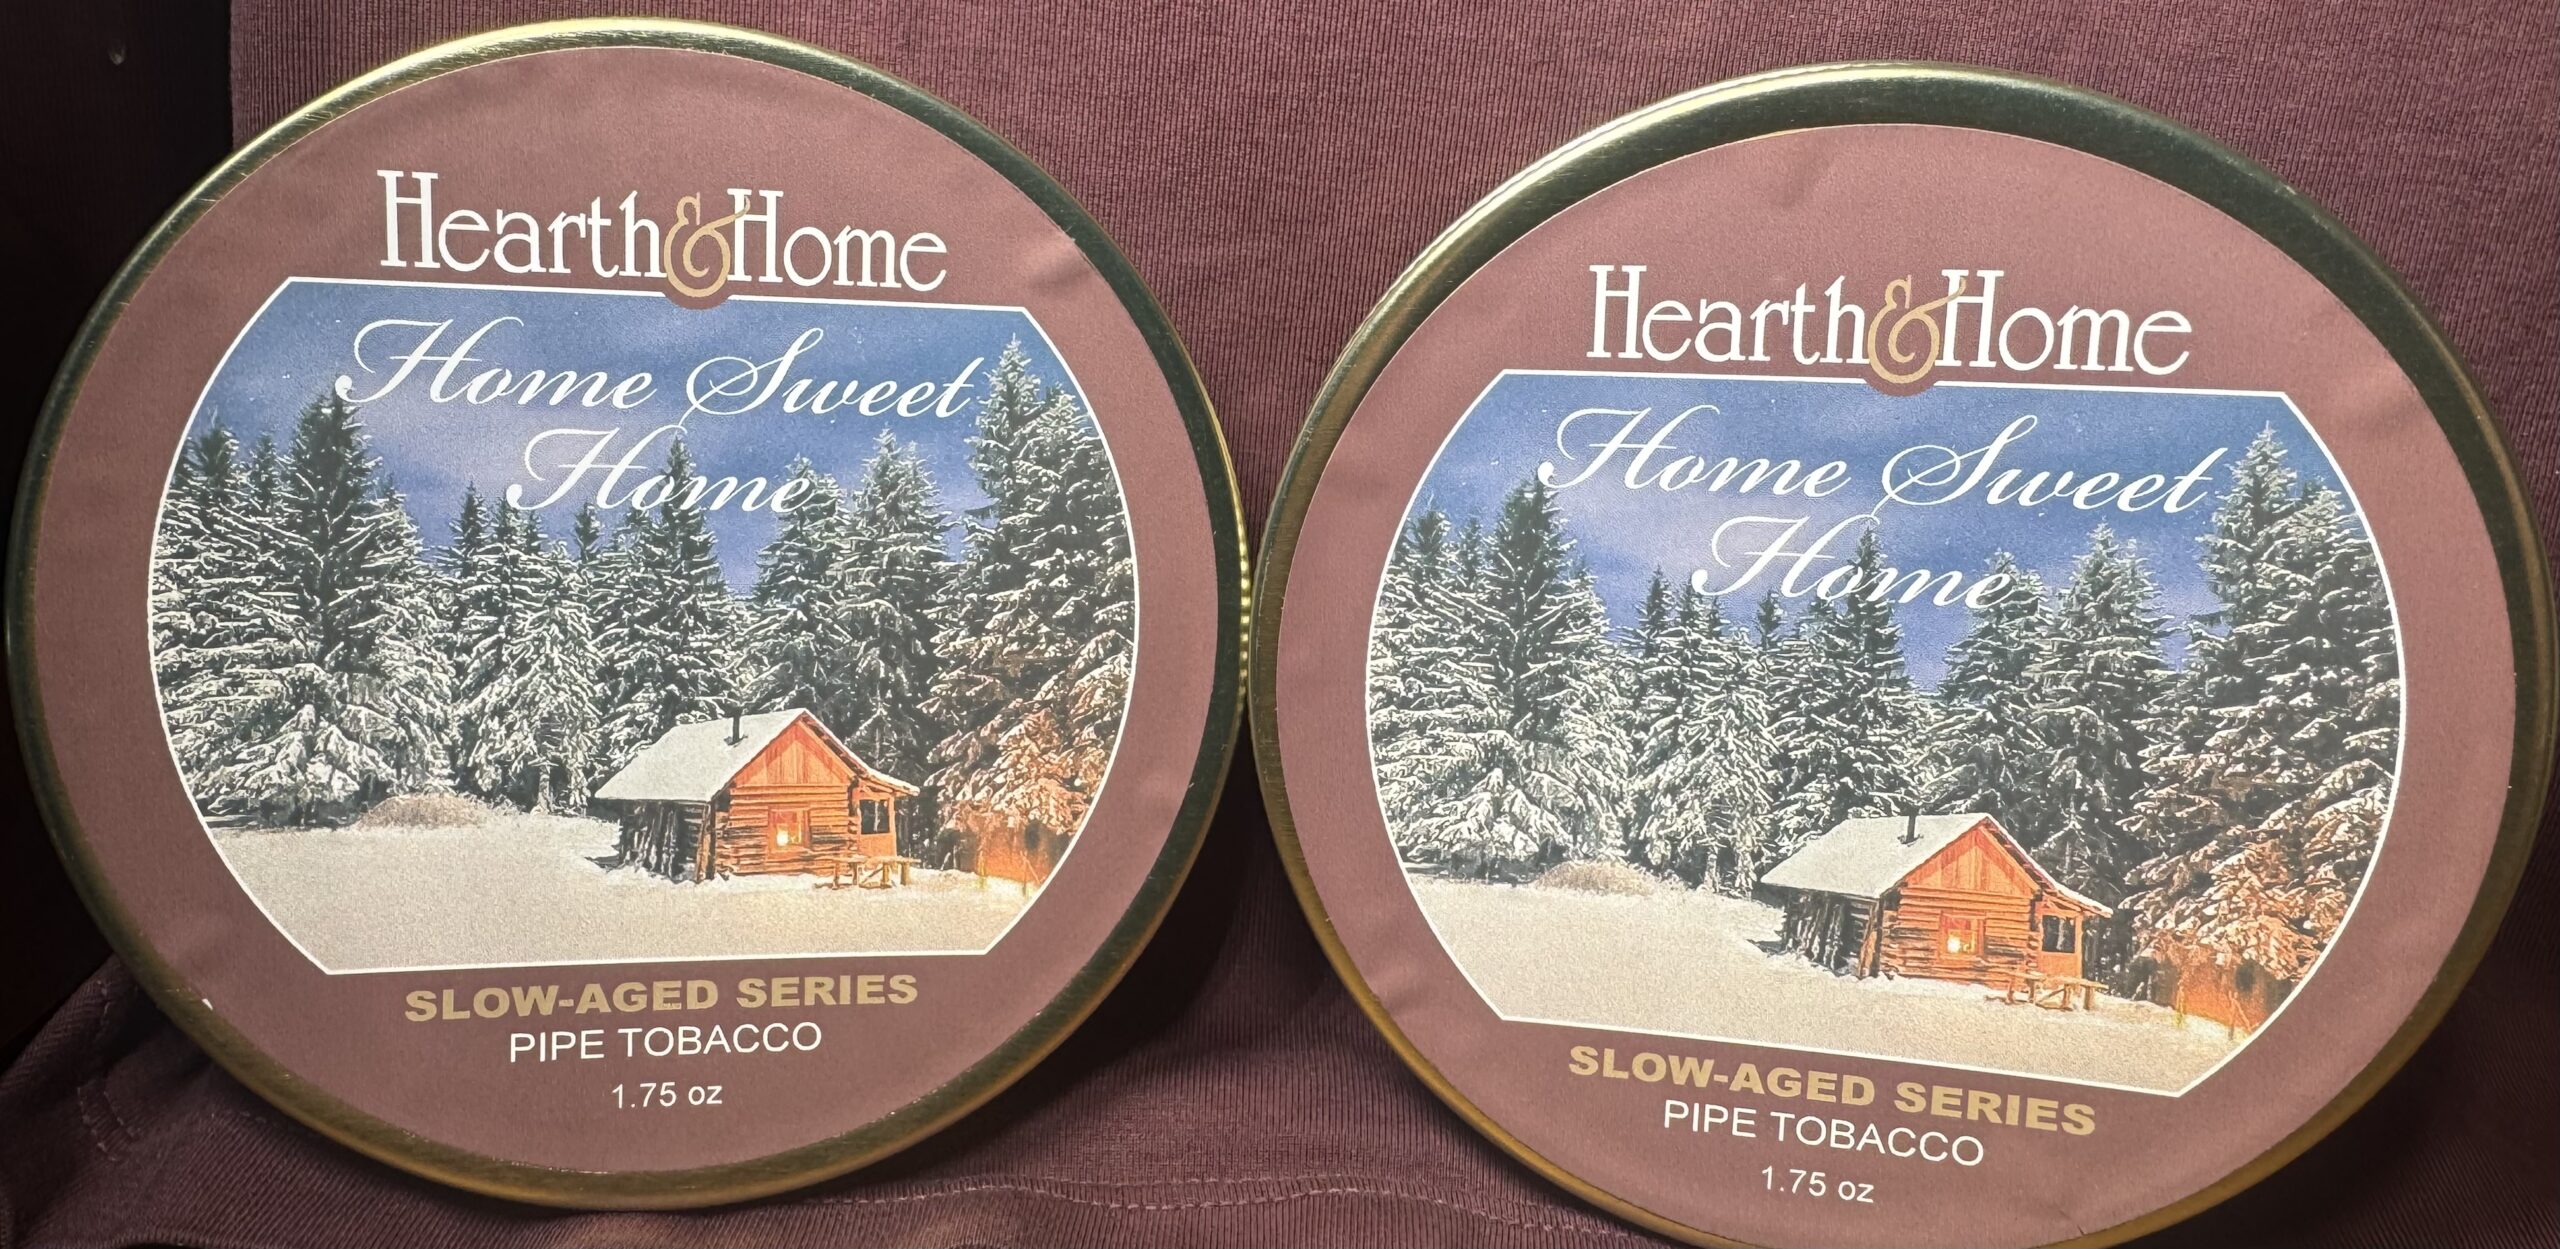 Hearth & Home
Home Sweet
Home
SLOW-AGED SERIES
PIPE TOBACCO
1.75 oz
Hearth & Home
Home Sweet
Home
SLOW-AGED SERIES
PIPE TOBACCO
1.75 oz